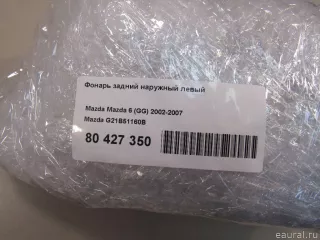 Фонарь задний наружный левый
Mazda Mazda 6 (GG) 2002-2007
Mazda G21B51160B
80 427 350
eaural.ru